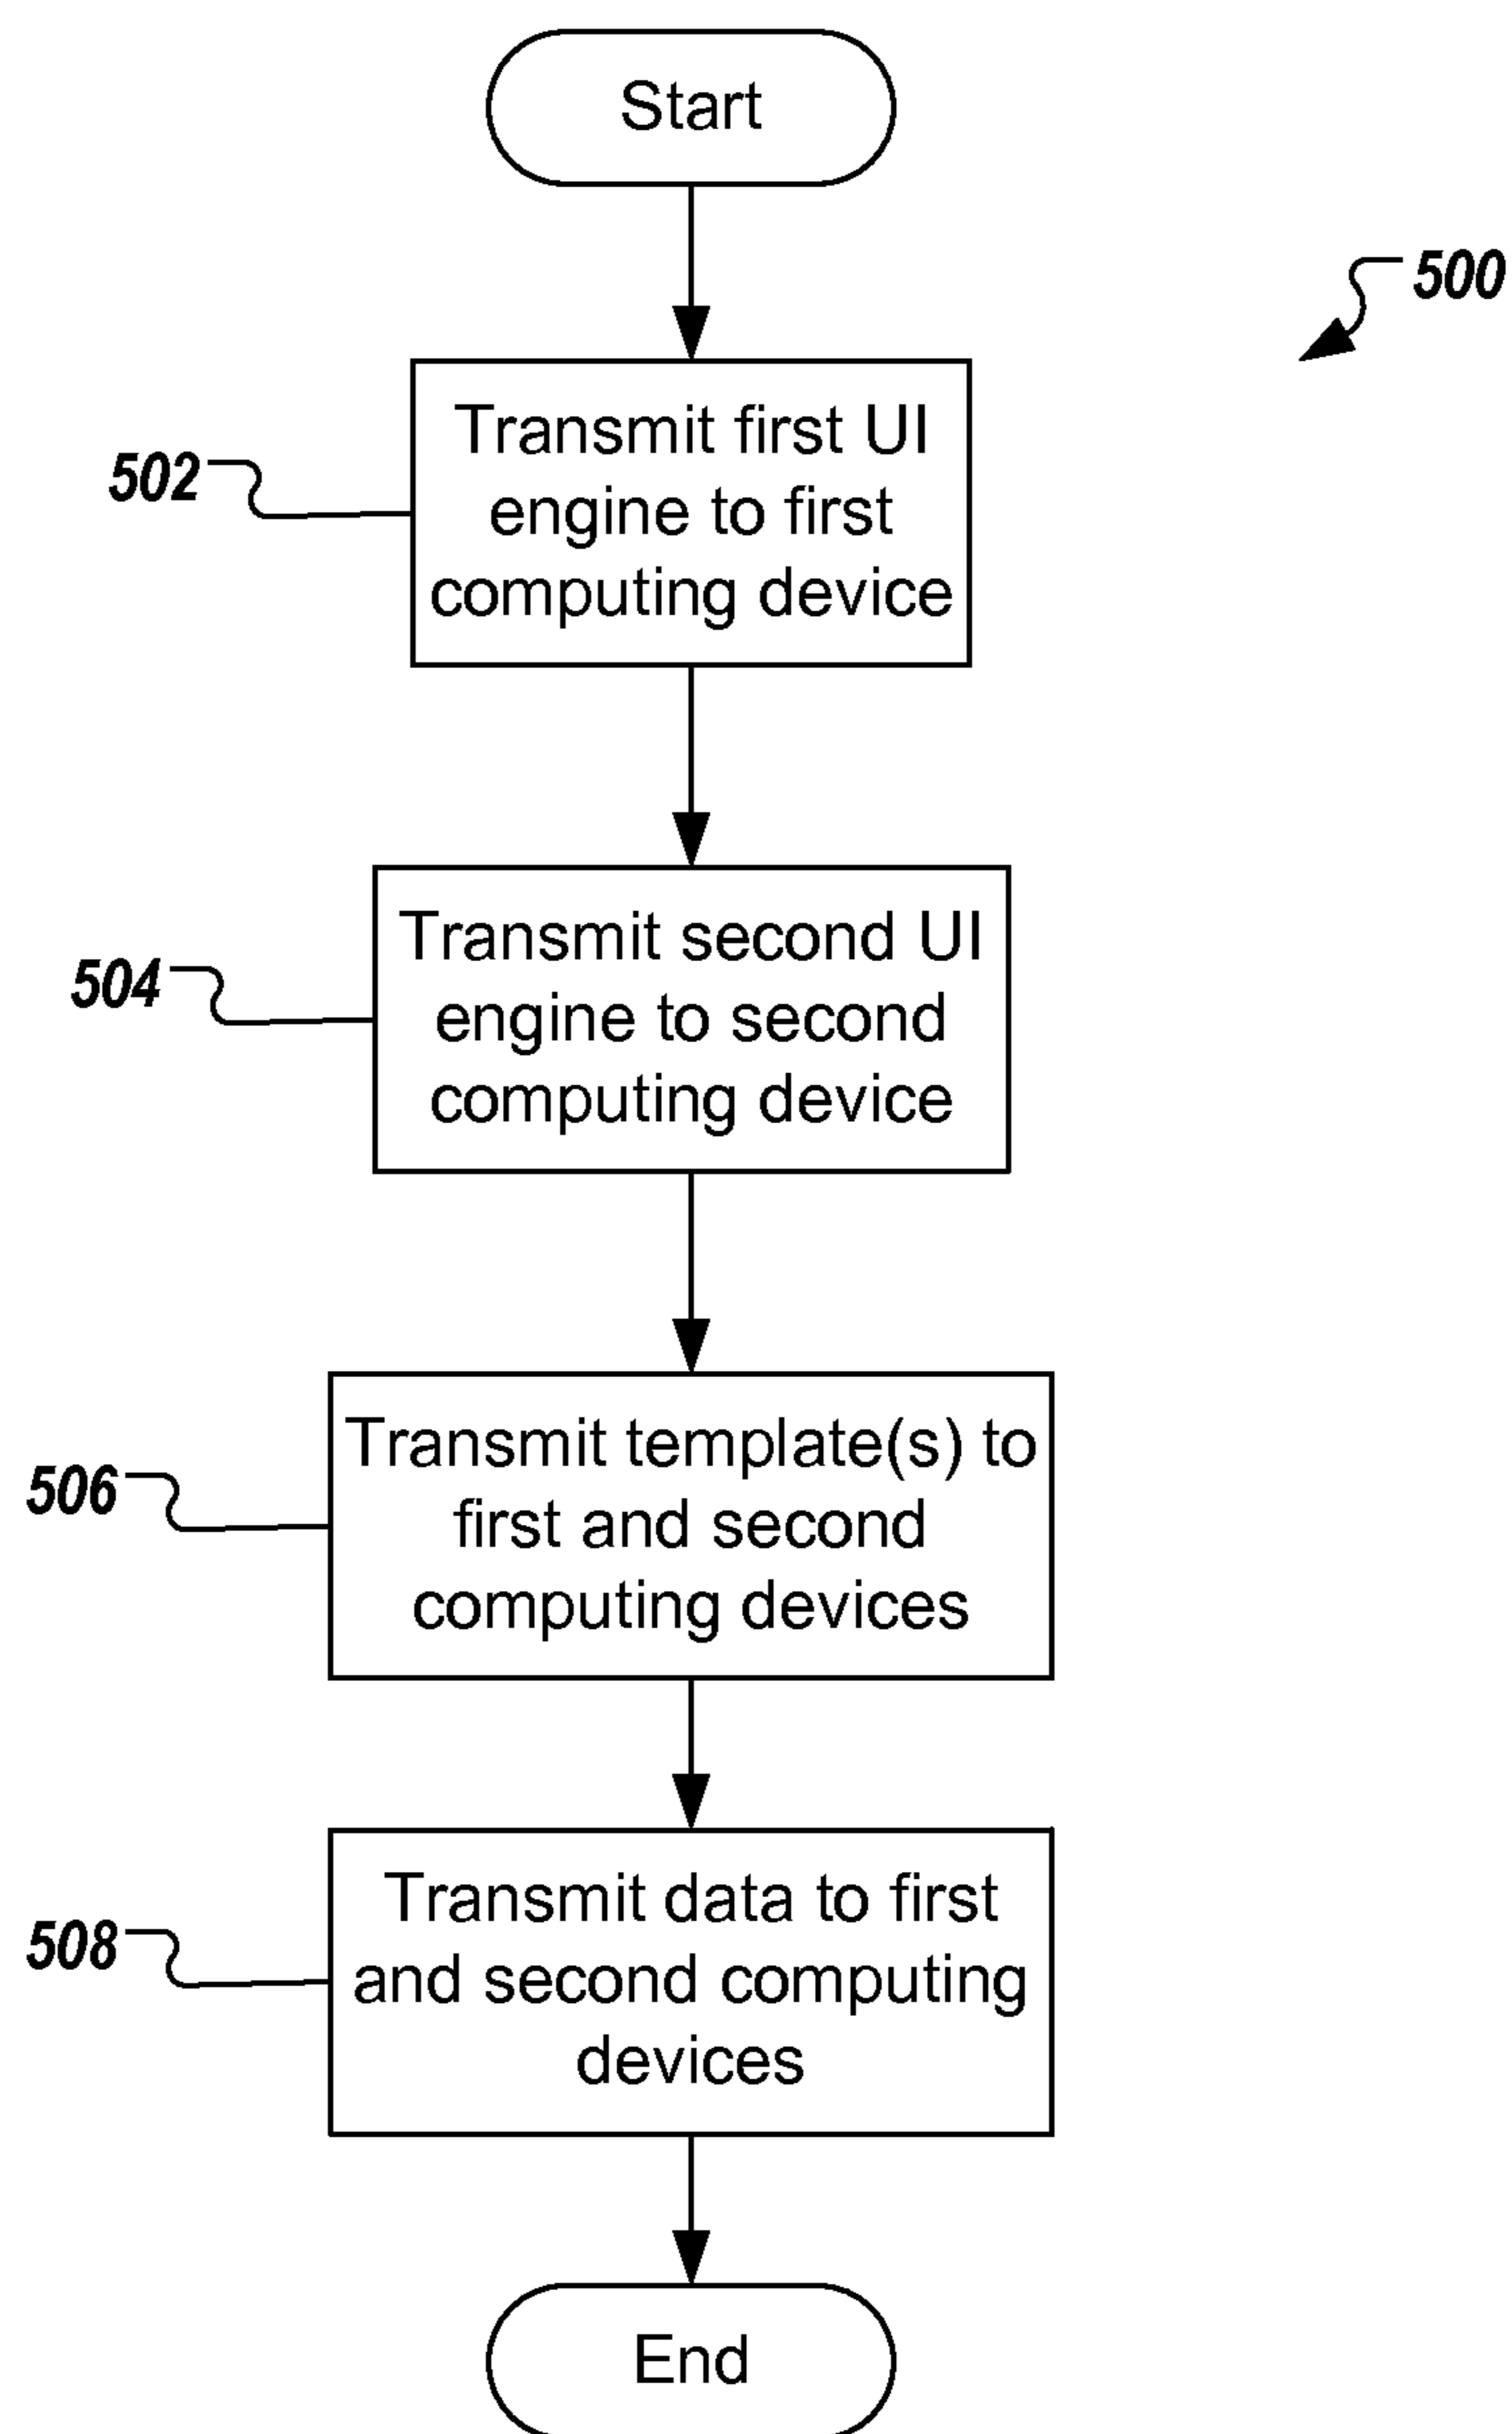 Start
500
Transmit first UI
engine to first
computing device
502
Transmit second UI
engine to second
computing device
504
Transmit template(s) to
first and second
computing devices
506
Transmit data to first
and second computing
devices
508
End